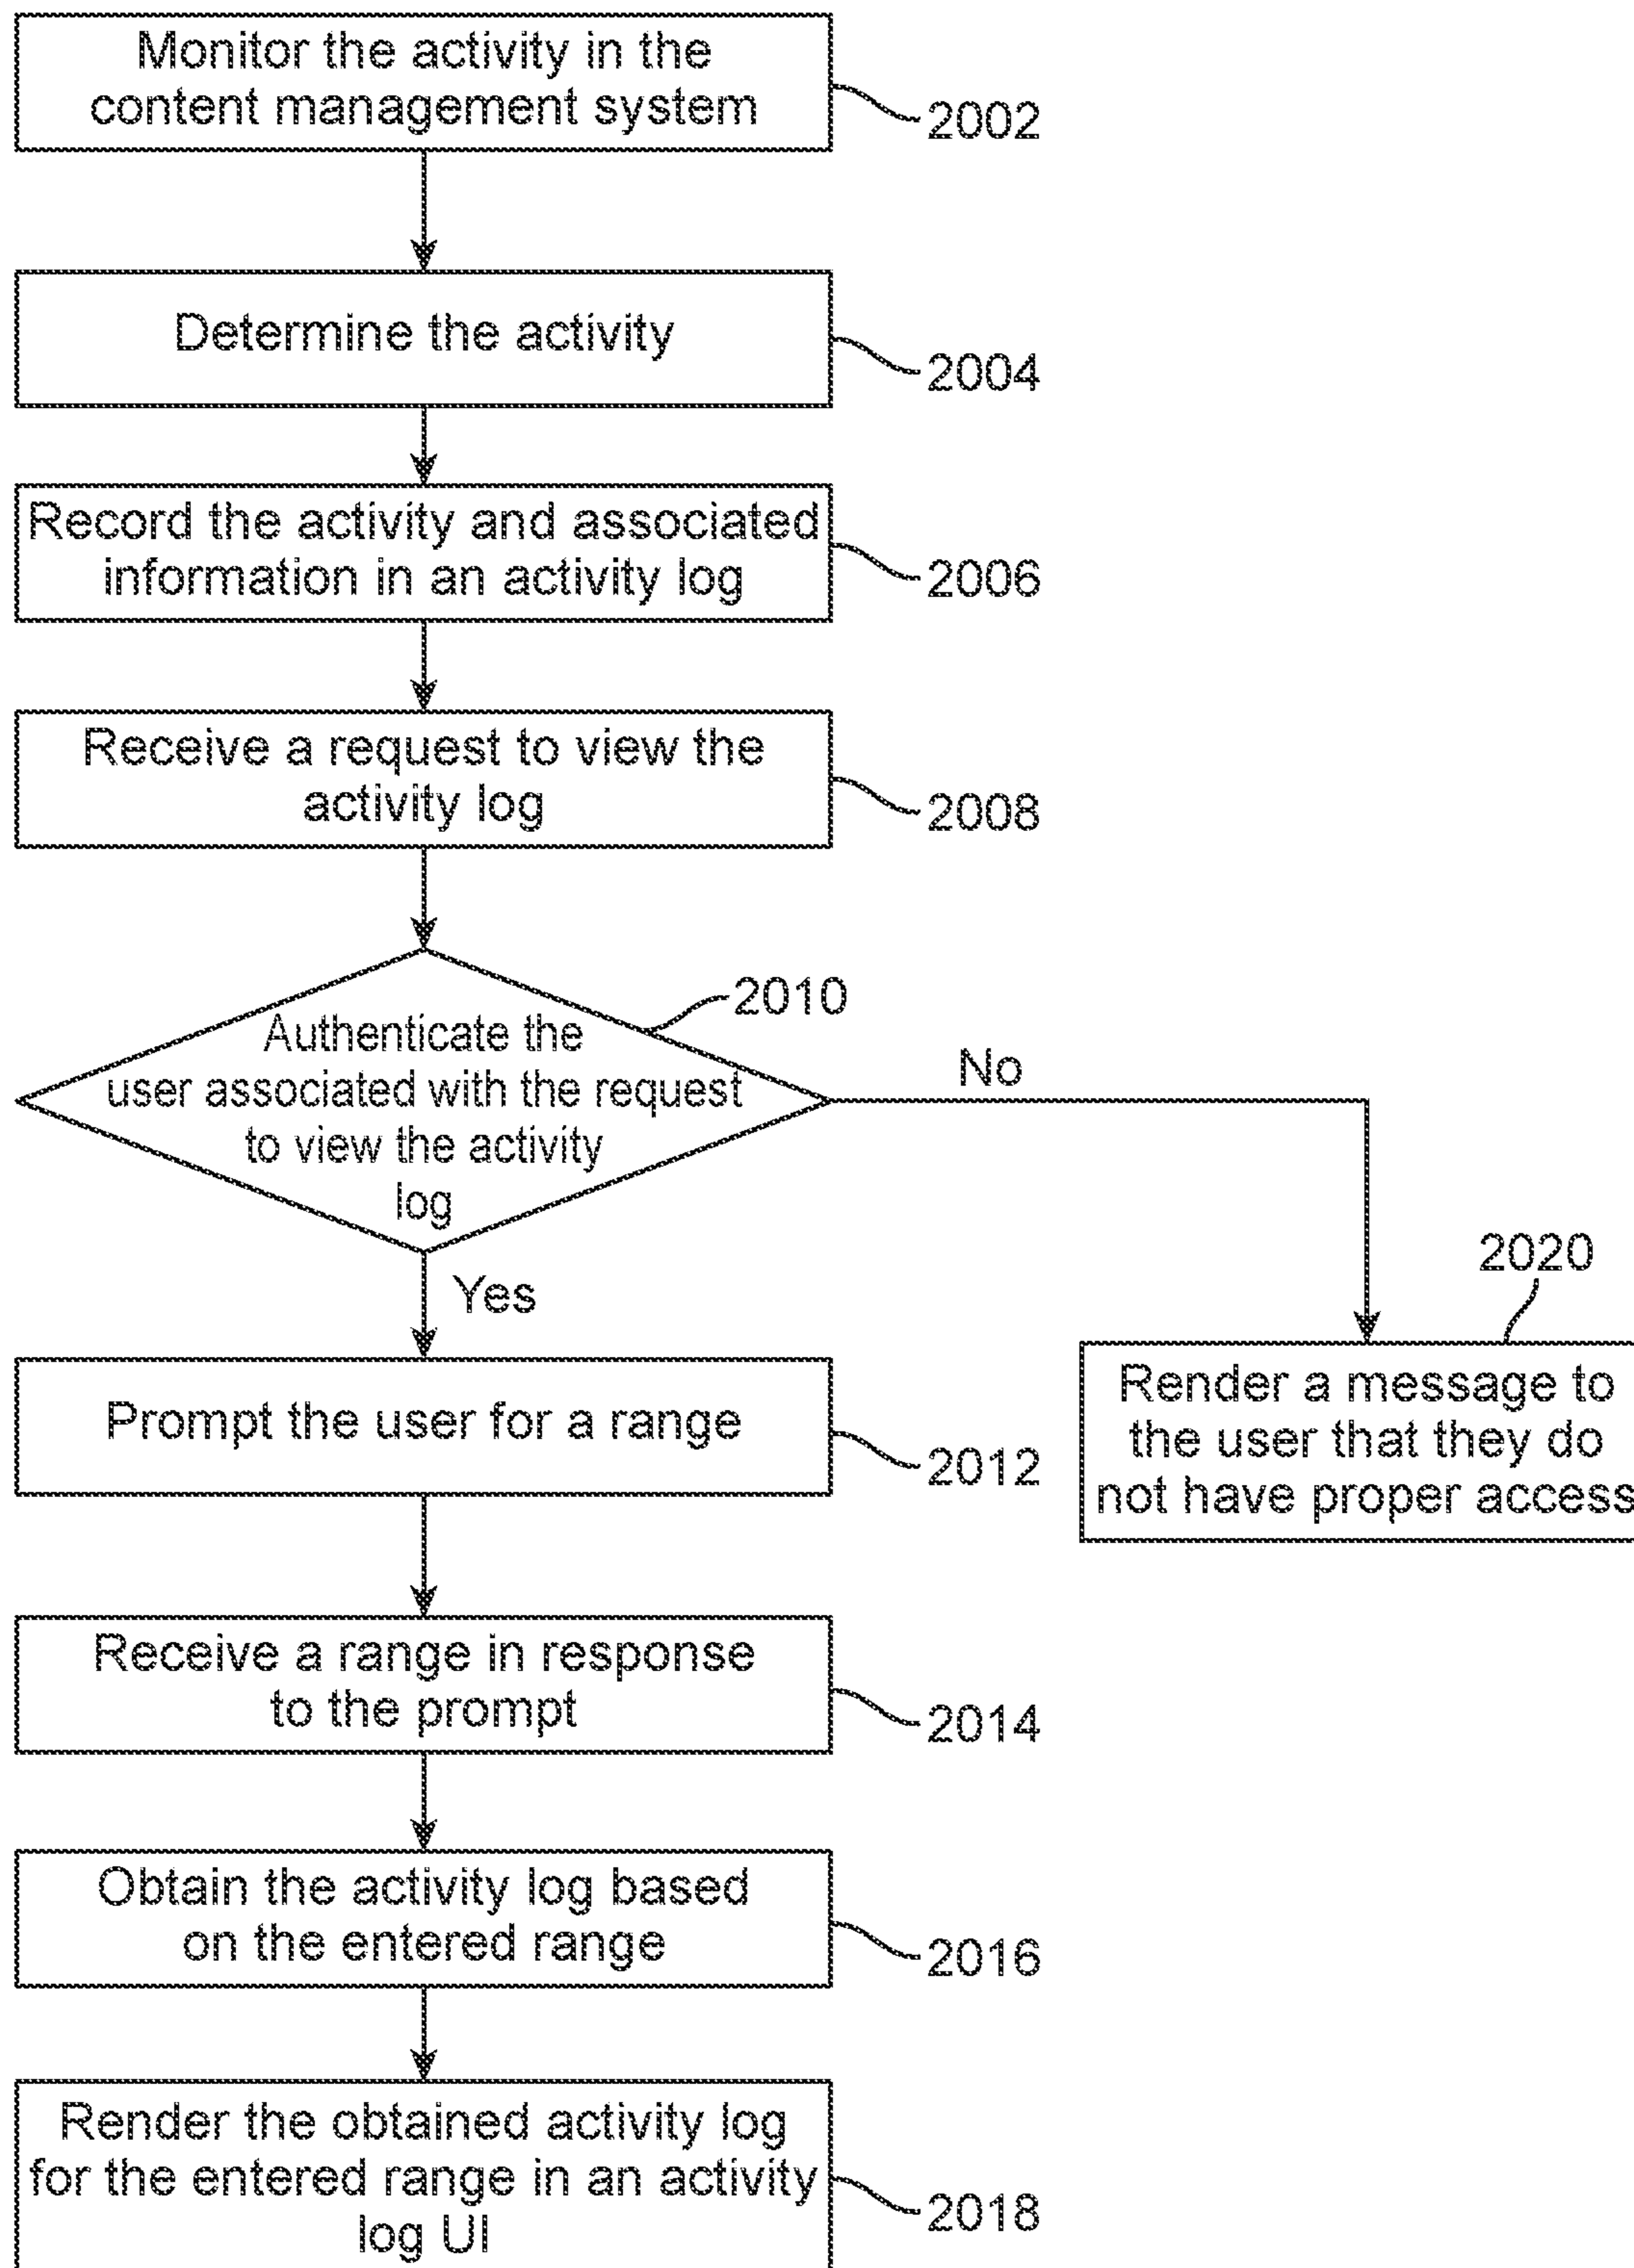 Monitor the activity in the
content management system
2002
Determine the activity
2004
Record the activity and associated
information in an activity log
2006
Receive a request to view the
activity log
2008
2010
Authenticate the
user associated with the request
to view the activity
log
No
Yes
2020
Render a message to
the user that they do
not have proper access
Prompt the user for a range
2012
Receive a range in response
to the prompt
2014
Obtain the activity log based
on the entered range
2016
Render the obtained activity log
for the entered range in an activity
log UI
2018